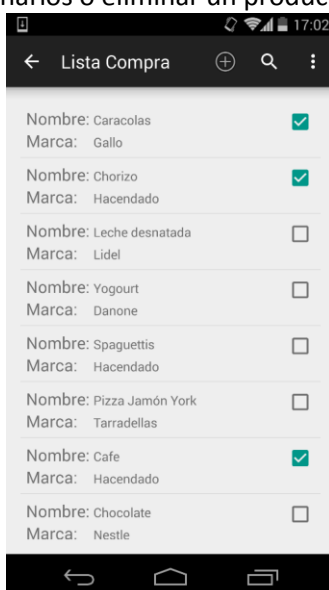 narios o eliminar un produc
17:02
Lista Compra
Nombre: Caracolas
Marca: Gallo
Nombre: Chorizo
Marca: Hacendado
Nombre: Leche desnatada
Marca: Lidel
Nombre: Yogourt
Marca: Danone
Nombre: Spaguettis
Marca: Hacendado
Nombre: Pizza Jamón York
Marca: Tarradellas
Nombre: Cafe
Marca: Hacendado
Nombre: Chocolate
Marca: Nestle